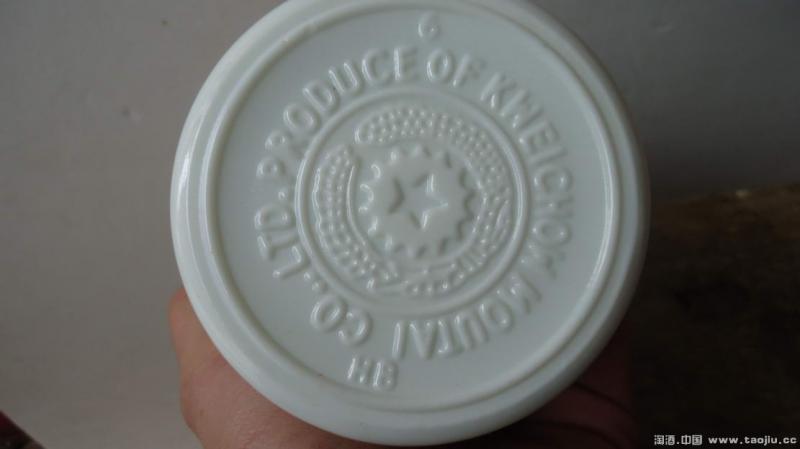 6
PRODUCE OF KWEICHOW MOUTAI CO., LTD.
HB
淘酒.中国 www.taojiu.cc